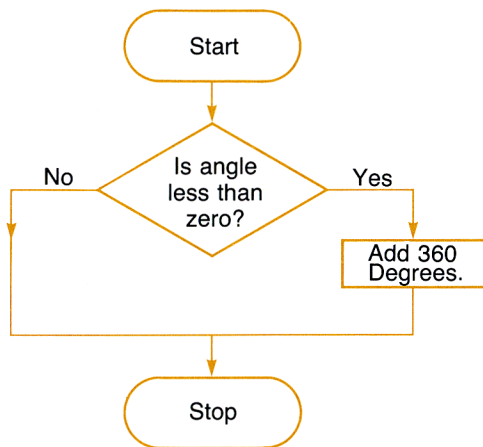 Start
Is angle
less than
zero?
No
Yes
Add 360
Degrees.
Stop